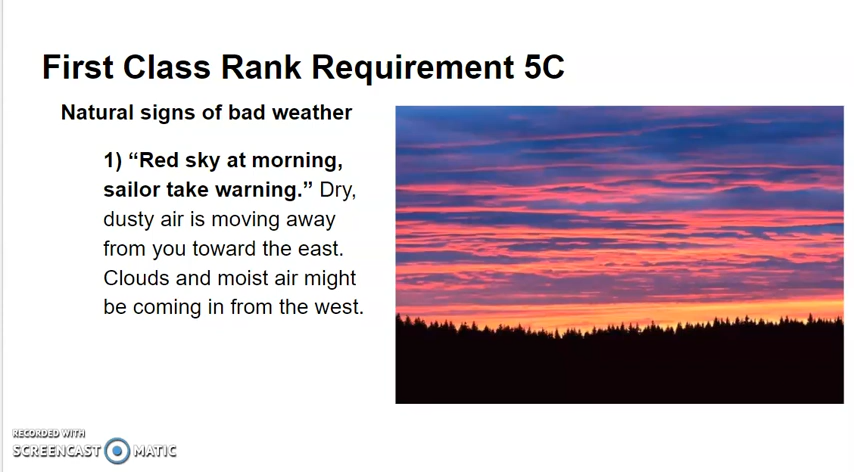 First Class Rank Requirement 5C
Natural signs of bad weather
1) “Red sky at morning,
sailor take warning.” Dry,
dusty air is moving away
from you toward the east.
Clouds and moist air might
be coming in from the west.
RECORDED WITH
SCREENCAST MATIC